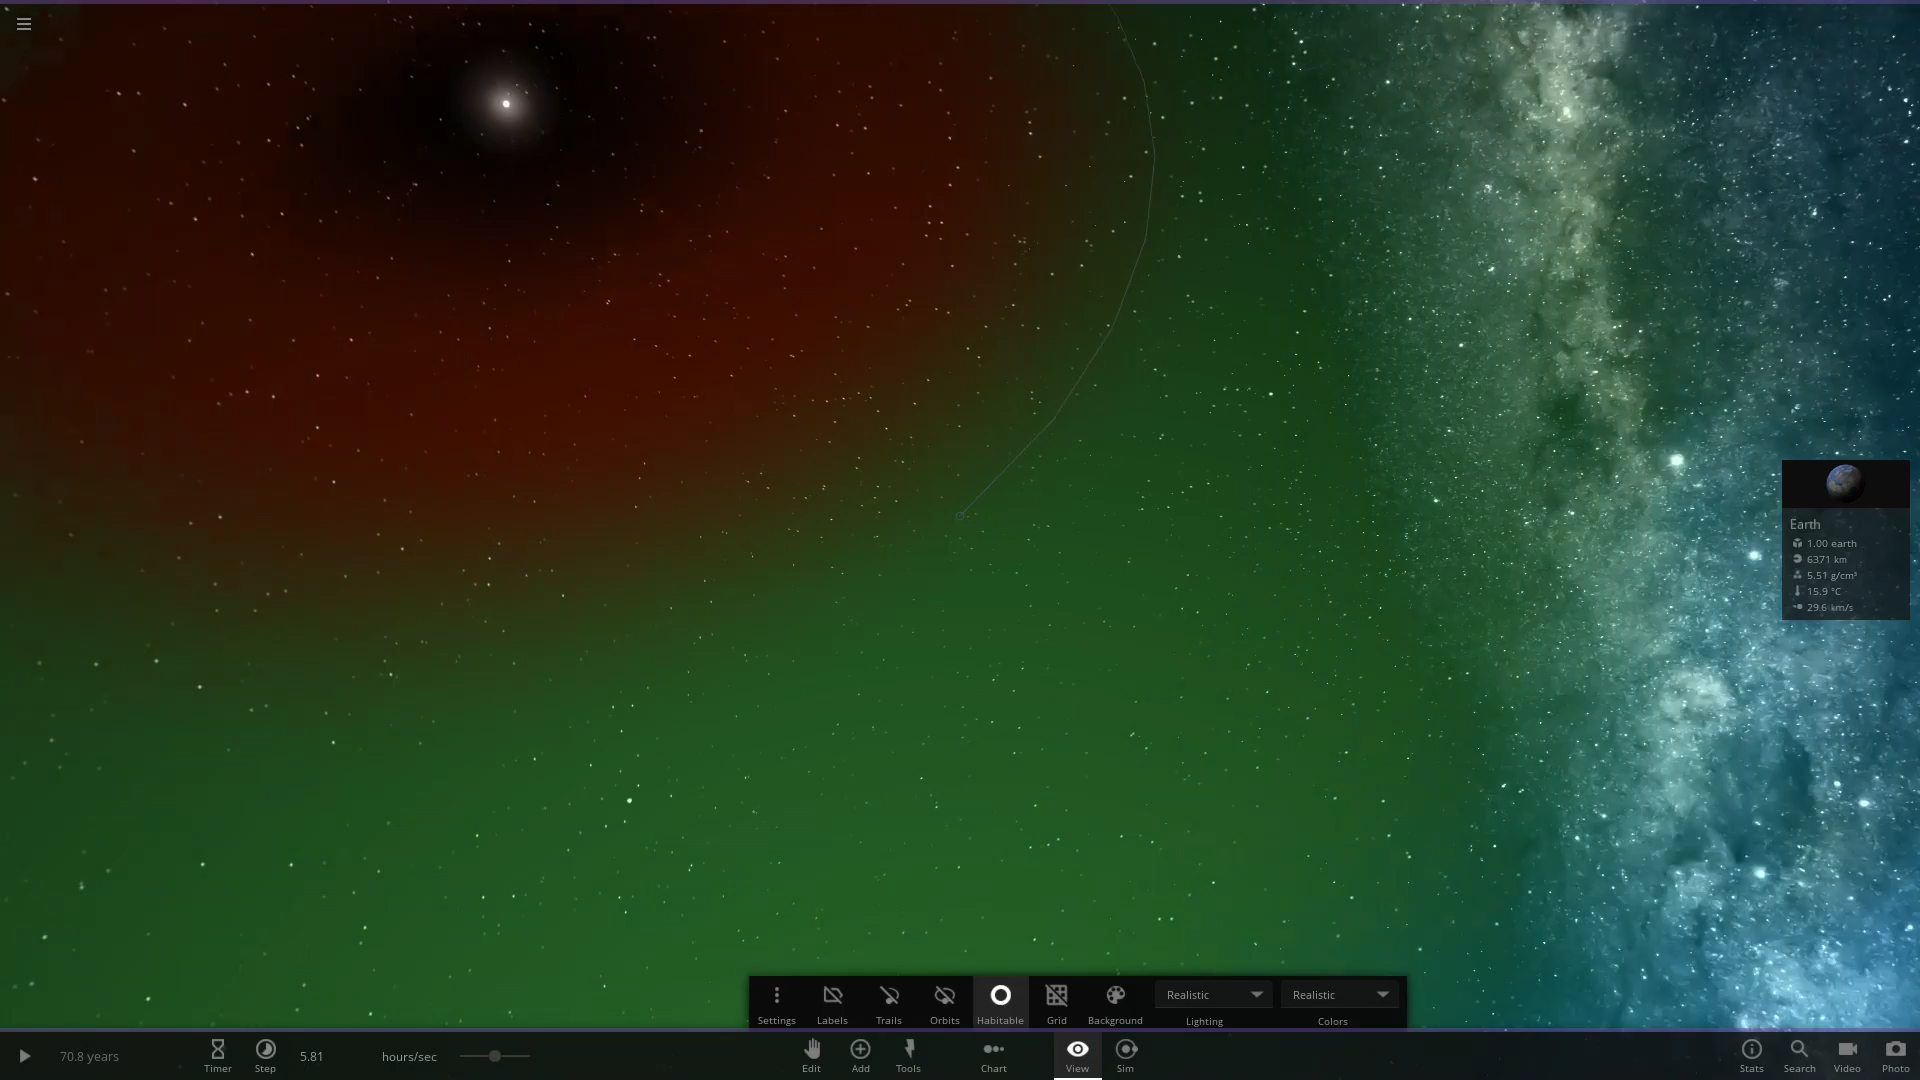 Earth
1.00 earth
6371 km
5.51 g/cm³
15.9 °C
29.6 km/s
Realistic
Realistic
Settings
Labels
Trails
Orbits
Habitable
Grid
Background
Lighting
Colors
70.8 years
Timer
Step
5.81
hours/sec
Edit
Add
Tools
Chart
View
Sim
Stats
Search
Video
Photo